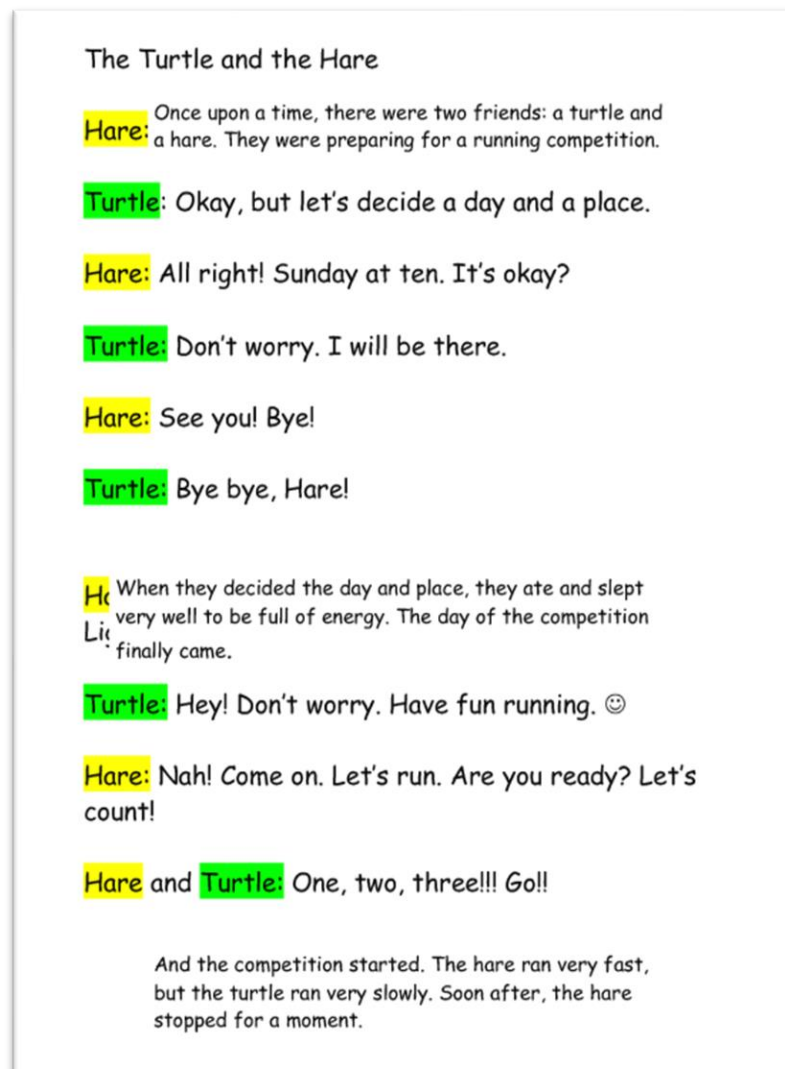 The Turtle and the Hare
Once upon a time, there were two friends: a turtle and
Hare: a hare. They were preparing for a running competition.
Turtle: Okay, but let's decide a day and a place.
Hare: All right! Sunday at ten. It's okay?
Turtle: Don't worry. I will be there.
Hare: See you! Bye!
Turtle: Bye bye, Hare!
When they decided the day and place, they ate and slept
very well to be full of energy. The day of the competition
finally came.
Turtle: Hey! Don't worry. Have fun running. ☺
Hare: Nah! Come on. Let's run. Are you ready? Let's
count!
Hare and Turtle: One, two, three!!! Go!!
And the competition started. The hare ran very fast,
but the turtle ran very slowly. Soon after, the hare
stopped for a moment.